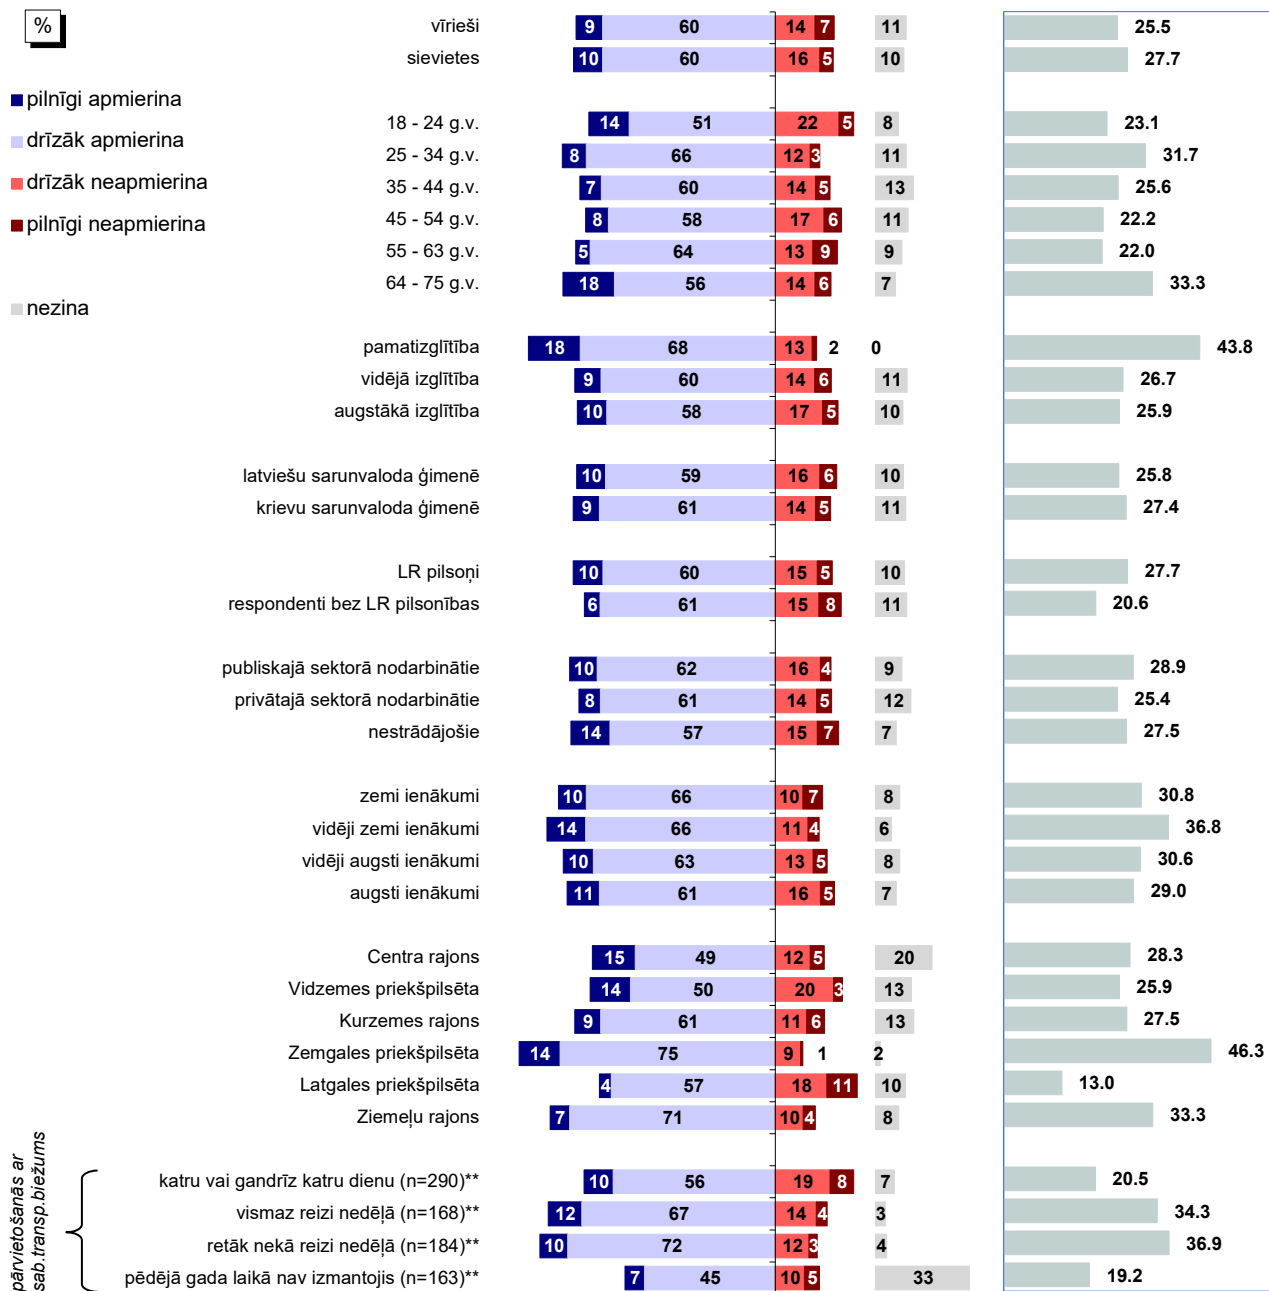 %
pilnīgi apmierina
drīzāk apmierina
drīzāk neapmierina
pilnīgi neapmierina
nezina
vīrieši 9 60 14 7 11 25.5
sievietes 10 60 16 5 10 27.7
18 - 24 g.v. 14 51 22 5 8 23.1
25 - 34 g.v. 8 66 12 3 11 31.7
35 - 44 g.v. 7 60 14 5 13 25.6
45 - 54 g.v. 8 58 17 6 11 22.2
55 - 63 g.v. 5 64 13 9 9 22.0
64 - 75 g.v. 18 56 14 6 7 33.3
pamatizglītība 18 68 13 2 0 43.8
vidējā izglītība 9 60 14 6 11 26.7
augstākā izglītība 10 58 17 5 10 25.9
latviešu sarunvaloda ģimenē 10 59 16 6 10 25.8
krievu sarunvaloda ģimenē 9 61 14 5 11 27.4
LR pilsoņi 10 60 15 5 10 27.7
respondenti bez LR pilsonības 6 61 15 8 11 20.6
publiskajā sektorā nodarbinātie 10 62 16 4 9 28.9
privātajā sektorā nodarbinātie 8 61 14 5 12 25.4
nestrādājošie 14 57 15 7 7 27.5
zemi ienākumi 10 66 10 7 8 30.8
vidēji zemi ienākumi 14 66 11 4 6 36.8
vidēji augsti ienākumi 10 63 13 5 8 30.6
augsti ienākumi 11 61 16 5 7 29.0
Centra rajons 15 49 12 5 20 28.3
Vidzemes priekšpilsēta 14 50 20 3 13 25.9
Kurzemes rajons 9 61 11 6 13 27.5
Zemgales priekšpilsēta 14 75 9 1 2 46.3
Latgales priekšpilsēta 4 57 18 11 10 13.0
Ziemeļu rajons 7 71 10 4 8 33.3
pārvietošanās ar
sab.transp.biežums
katru vai gandrīz katru dienu (n=290)** 10 56 19 8 7 20.5
vismaz reizi nedēļā (n=168)** 12 67 14 4 3 34.3
retāk nekā reizi nedēļā (n=184)** 10 72 12 3 4 36.9
pēdējā gada laikā nav izmantojis (n=163)** 7 45 10 5 33 19.2